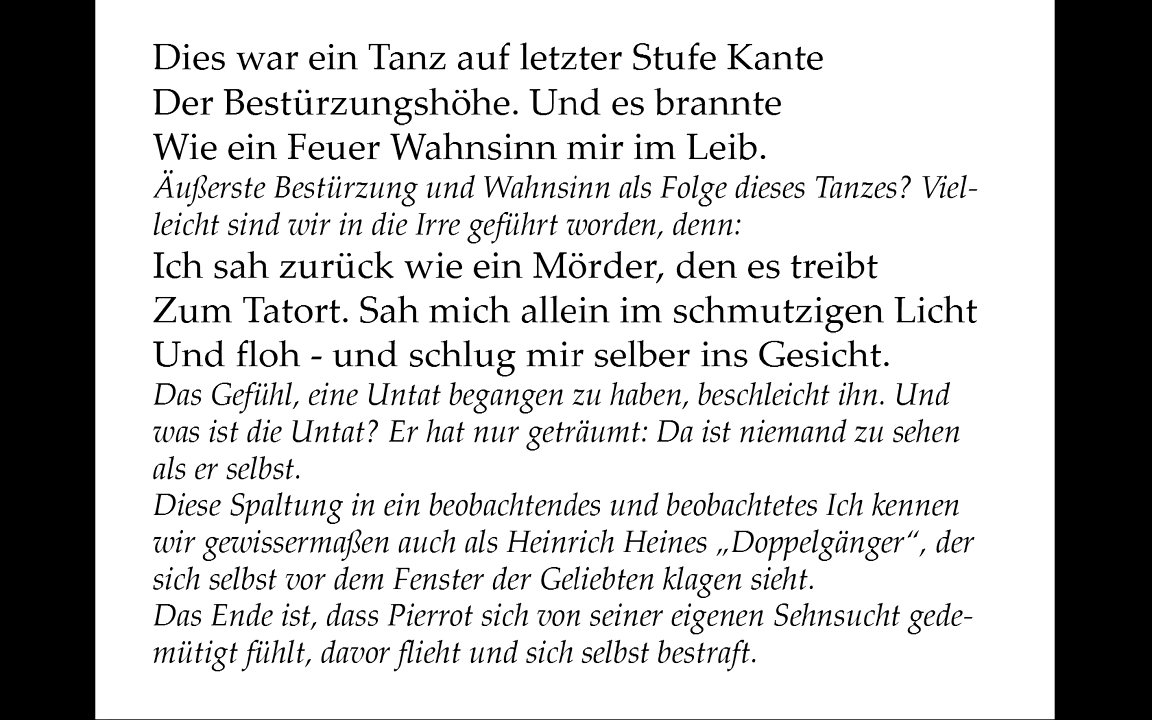 Dies war ein Tanz auf letzter Stufe Kante
Der Bestürzungshöhe. Und es brannte
Wie ein Feuer Wahnsinn mir im Leib.
Äußerste Bestürzung und Wahnsinn als Folge dieses Tanzes? Viel-
leicht sind wir in die Irre geführt worden, denn:
Ich sah zurück wie ein Mörder, den es treibt
Zum Tatort. Sah mich allein im schmutzigen Licht
Und floh - und schlug mir selber ins Gesicht.
Das Gefühl, eine Untat begangen zu haben, beschleicht ihn. Und
was ist die Untat? Er hat nur geträumt: Da ist niemand zu sehen
als er selbst.
Diese Spaltung in ein beobachtendes und beobachtetes Ich kennen
wir gewissermaßen auch als Heinrich Heines „Doppelgänger“, der
sich selbst vor dem Fenster der Geliebten klagen sieht.
Das Ende ist, dass Pierrot sich von seiner eigenen Sehnsucht gede-
mütigt fühlt, davor flieht und sich selbst bestraft.